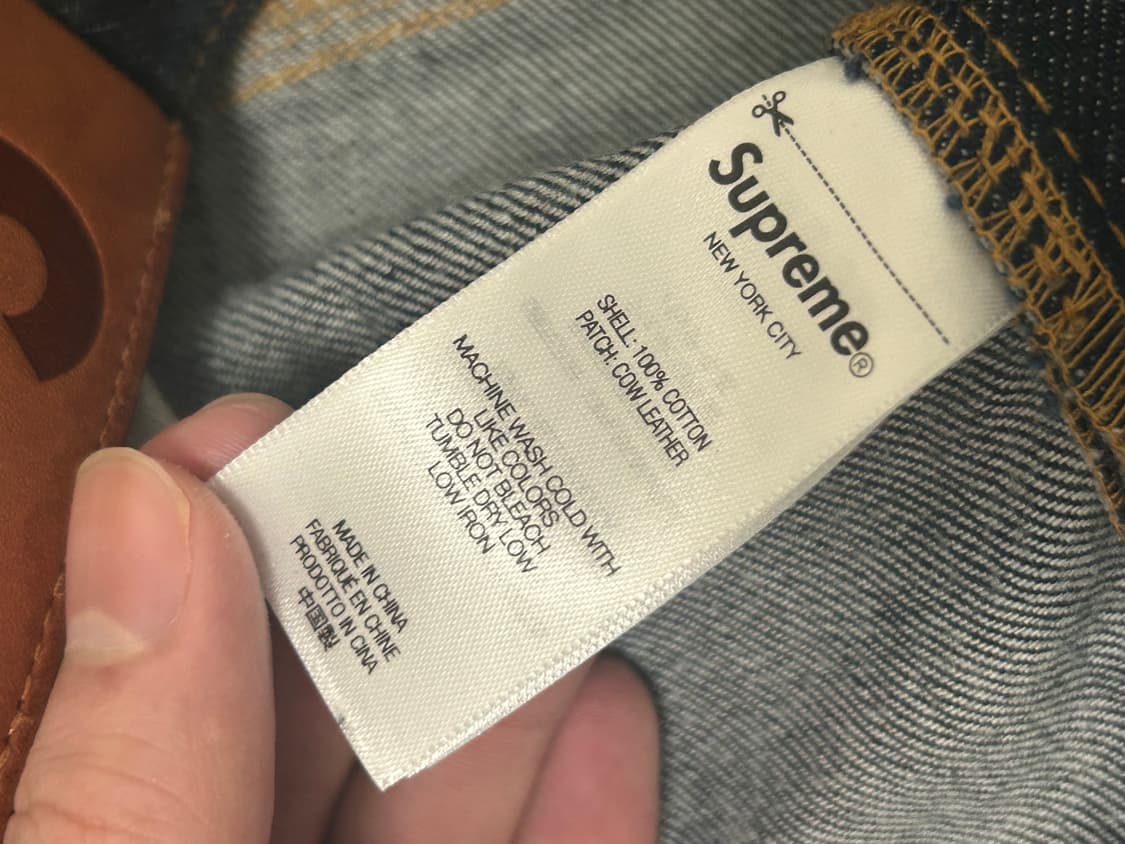 Supreme®
NEW YORK CITY
SHELL: 100% COTTON
PATCH: COW LEATHER
MACHINE WASH COLD WITH
LIKE COLORS
DO NOT BLEACH
TUMBLE DRY LOW
LOW IRON
MADE IN CHINA
FABRIQUÉ EN CHINE
PRODOTTO IN CINA
中国製